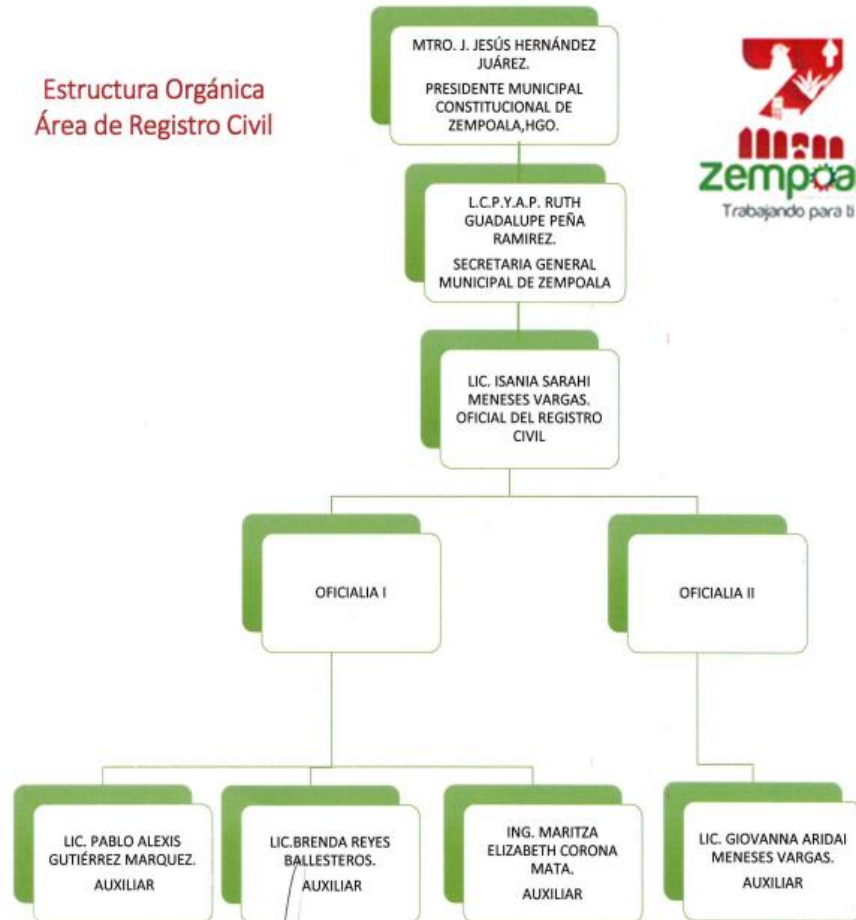 Estructura Orgánica
Área de Registro Civil
MTRO. J. JESÚS HERNÁNDEZ
JUÁREZ.
PRESIDENTE MUNICIPAL
CONSTITUCIONAL DE
ZEMPOALA,HGO.
Zempoa
Trabajando para ti
L.C.P.Y.A.P. RUTH
GUADALUPE PEÑA
RAMIREZ.
SECRETARIA GENERAL
MUNICIPAL DE ZEMPOALA
LIC. ISANIA SARAHI
MENESES VARGAS.
OFICIAL DEL REGISTRO
CIVIL
OFICIALIA I
OFICIALIA II
LIC. PABLO ALEXIS
GUTIÉRREZ MARQUEZ.
AUXILIAR
LIC.BRENDA REYES
BALLESTEROS.
AUXILIAR
ING. MARITZA
ELIZABETH CORONA
MATA.
AUXILIAR
LIC. GIOVANNA ARIDAI
MENESES VARGAS.
AUXILIAR